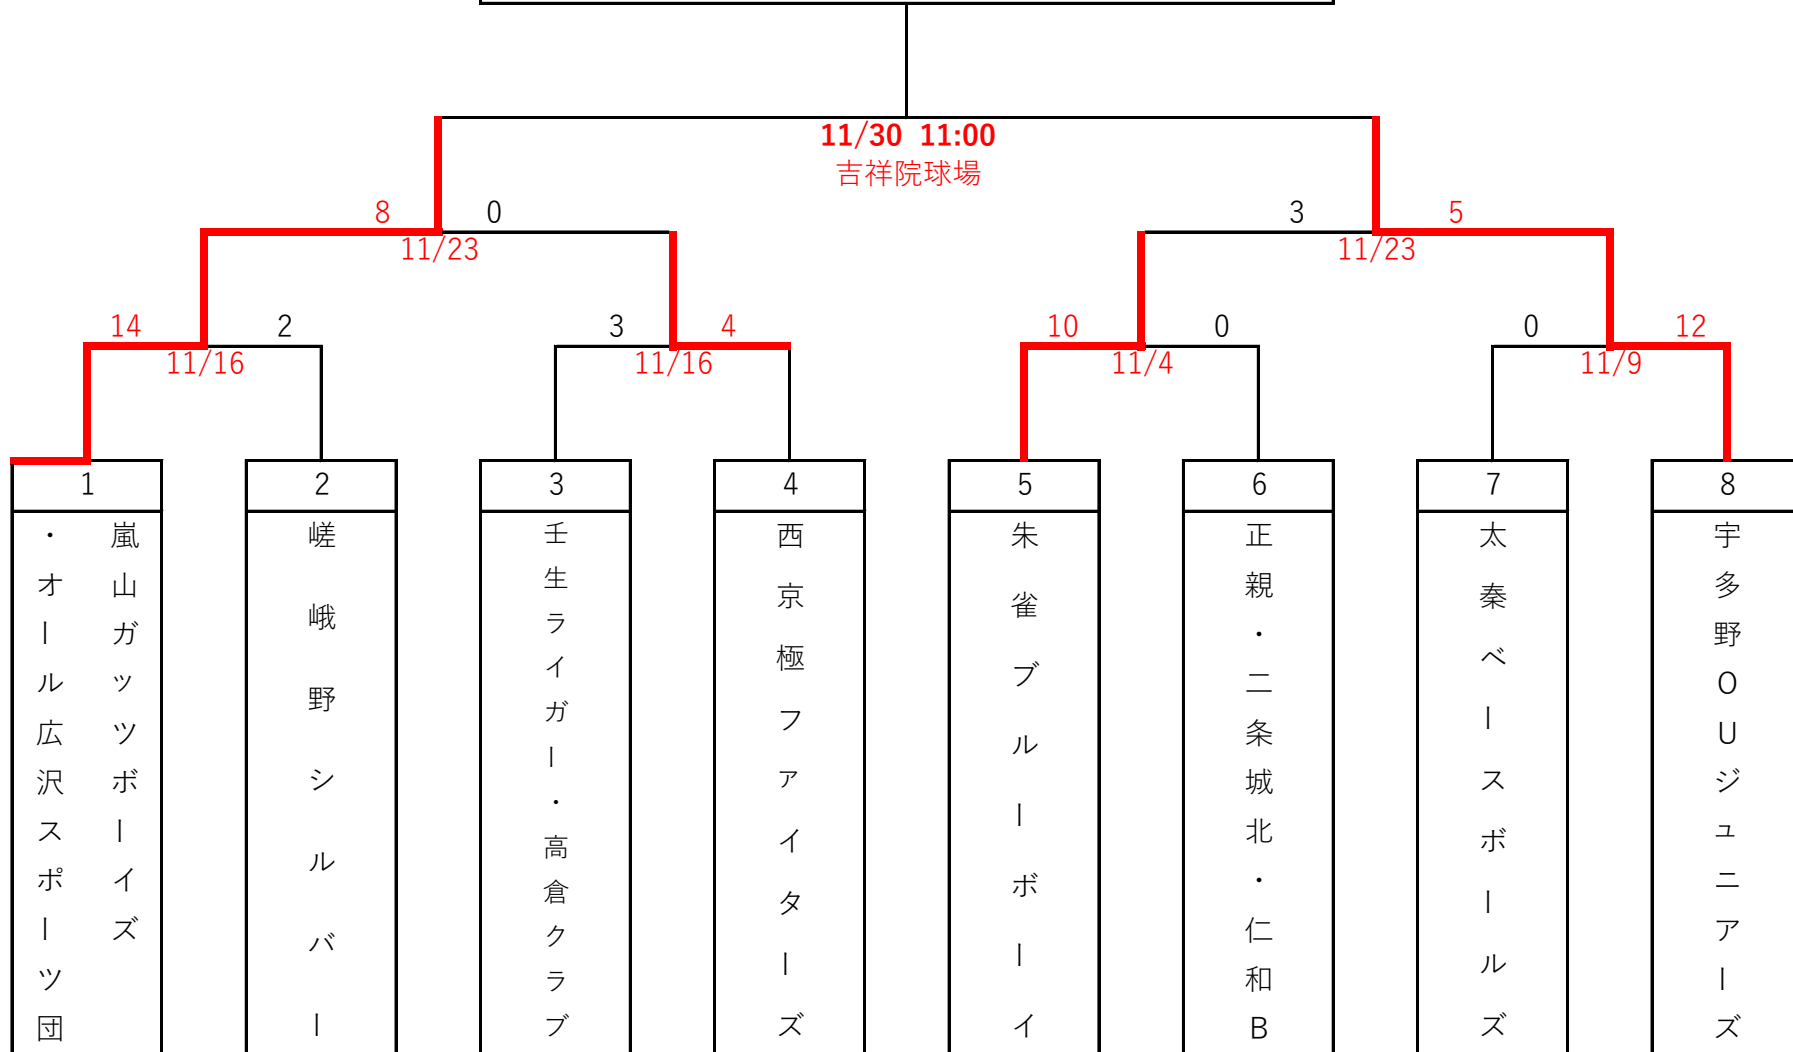 11/30 11:00
吉祥院球場
8
0
3
5
11/23
11/23
14
2
3
4
10
0
0
12
11/16
11/16
11/4
11/9
1
2
3
4
5
6
7
8
嵐山ガッツボーイズ
・オール広沢スポーツ団
嵯峨野シルバー
壬生ライガー・高倉クラブ
西京極ファイターズ
朱雀ブルーボーイ
正親・二条城北・仁和B
太秦ベースボールズ
宇多野OUジュニアーズ